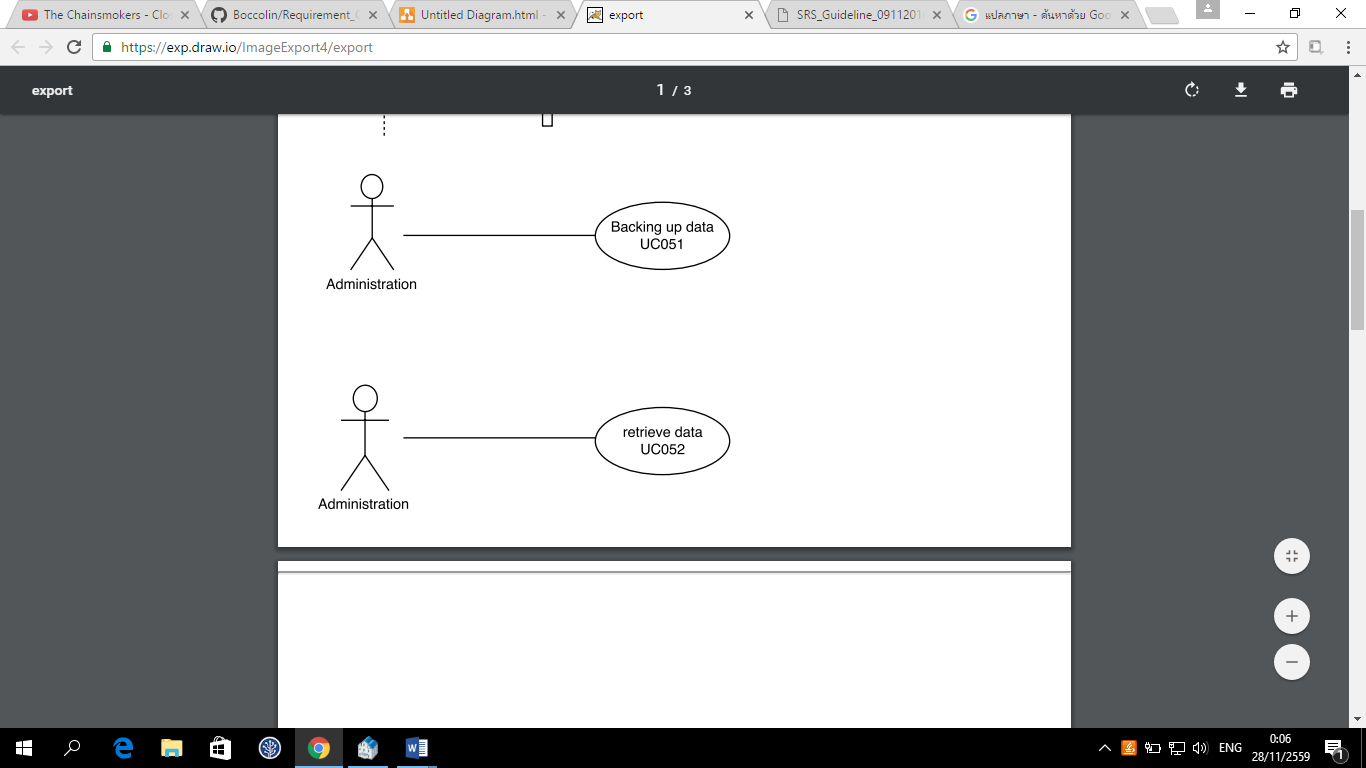 The Chainsmokers - Clo
Boccolin/Requirement_
Untitled Diagram.html -
export
SRS_Guideline_0911201
แปลภาษา - ค้นหาด้วย Goo
https://exp.draw.io/ImageExport4/export
export
1 / 3
Backing up data
UC051
Administration
retrieve data
UC052
Administration
ENG
0:06
28/11/2559
1